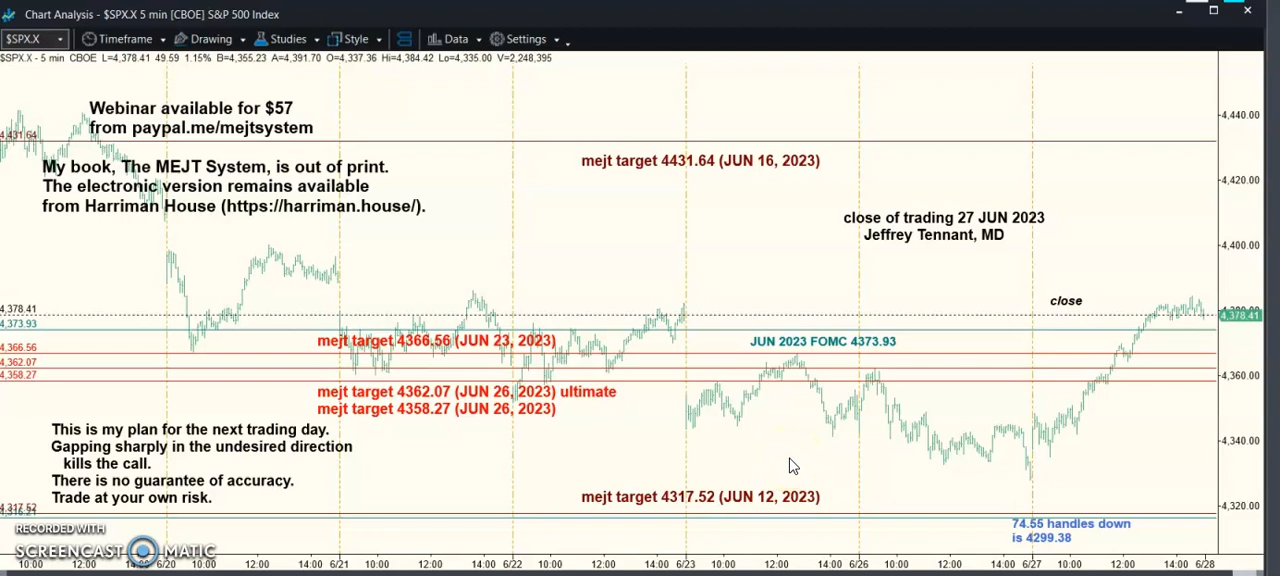 Chart Analysis - $SPX.X 5 min [CBOE] S&P 500 Index
$SPX.X Timeframe Drawing Studies Style Data Settings
$SPX.X - 5 min CBOE L=4,378.41 49.59 1.15% B=4,355.23 A=4,391.70 O=4,337.36 Hi=4,384.42 Lo=4,335.00 V=2,248,395
Webinar available for $57
from paypal.me/mejtsystem
4,440.00
4,431.64
mejt target 4431.64 (JUN 16, 2023)
My book, The MEJT System, is out of print.
The electronic version remains available
from Harriman House (https://harriman.house/).
4,420.00
close of trading 27 JUN 2023
Jeffrey Tennant, MD
4,400.00
close
4,378.41
4,378.41
4,373.93
mejt target 4366.56 (JUN 23, 2023)
JUN 2023 FOMC 4373.93
4,366.56
4,362.07
4,358.27
4,360.00
mejt target 4362.07 (JUN 26, 2023) ultimate
mejt target 4358.27 (JUN 26, 2023)
This is my plan for the next trading day.
Gapping sharply in the undesired direction
kills the call.
There is no guarantee of accuracy.
Trade at your own risk.
4,340.00
mejt target 4317.52 (JUN 12, 2023)
4,317.52
4,320.00
74.55 handles down
is 4299.38
RECORDED WITH
SCREENCAST MATIC
10:00 12:00 14:00 6/20 12:00 14:00 6/21 10:00 12:00 14:00 6/22 10:00 12:00 14:00 6/23 10:00 12:00 14:00 6/26 10:00 12:00 14:00 6/27 10:00 12:00 14:00 6/28